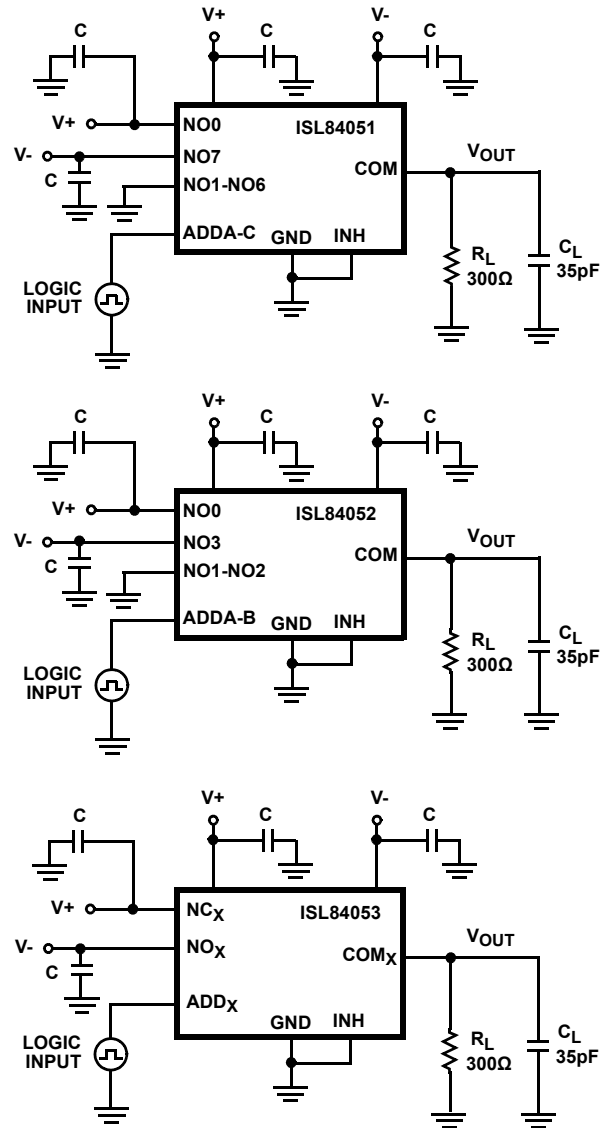 V+
V-
C
C
C
V+
NO0
ISL84051
V-
NO7
COM
VOUT
C
NO1-NO6
ADDA-C
GND
INH
RL
300Ω
CL
35pF
LOGIC
INPUT
V+
V-
C
C
C
V+
NO0
ISL84052
V-
NO3
COM
VOUT
C
NO1-NO2
ADDA-B
GND
INH
RL
300Ω
CL
35pF
LOGIC
INPUT
V+
V-
C
C
C
V+
NCX
ISL84053
V-
NOX
COMX
VOUT
C
ADDX
GND
INH
RL
300Ω
CL
35pF
LOGIC
INPUT